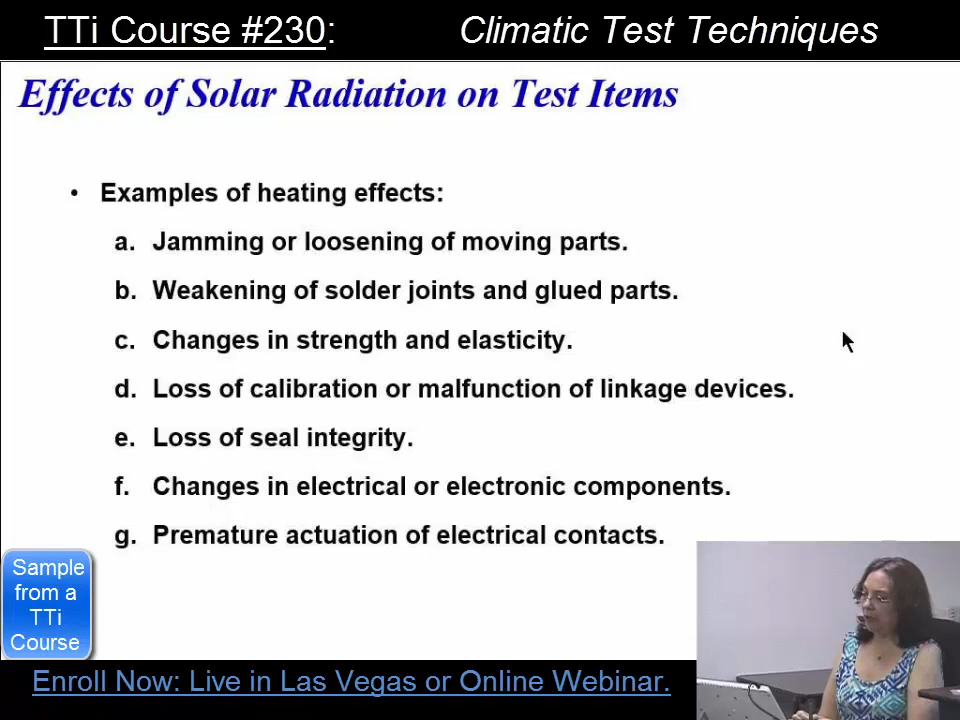 TTi Course #230: Climatic Test Techniques
Effects of Solar Radiation on Test Items
• Examples of heating effects:
a. Jamming or loosening of moving parts.
b. Weakening of solder joints and glued parts.
c. Changes in strength and elasticity.
d. Loss of calibration or malfunction of linkage devices.
e. Loss of seal integrity.
f. Changes in electrical or electronic components.
g. Premature actuation of electrical contacts.
Sample
from a
TTi
Course
Enroll Now: Live in Las Vegas or Online Webinar.